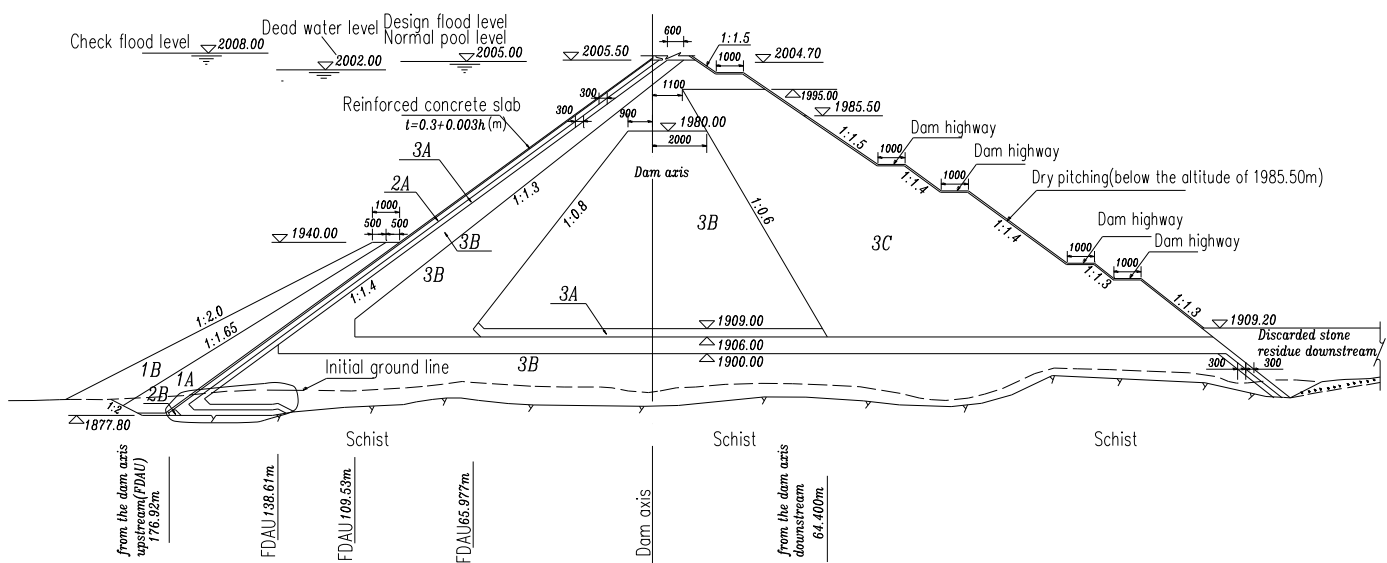 Check flood level
2008.00
Dead water level
2002.00
Design flood level
Normal pool level
2005.00
2005.50
600
1:1.5
1000
2004.70
1100
1995.00
1985.50
Reinforced concrete slab
t=0.3+0.003h(m)
300
300
900
1980.00
2000
Dam axis
1:1.5
1000
Dam highway
1:1.4
1000
Dam highway
Dry pitching(below the altitude of 1985.50m)
1:1.4
1000
Dam highway
1:1.3
1000
Dam highway
1:1.3
3A
2A
1:1.3
1:0.8
1:0.6
3B
3C
1000
500
500
1940.00
3B
3B
1:1.4
1:2.0
1:1.65
3A
1909.00
1906.00
1900.00
1909.20
Discarded stone
residue downstream
300
300
3B
Initial ground line
1B
1A
2B
1:2
1877.80
Schist
Schist
Schist
from the dam axis
upstream(FDAU)
176.92m
FDAU138.61m
FDAU109.53m
FDAU65.977m
Dam axis
from the dam axis
downstream
64.400m